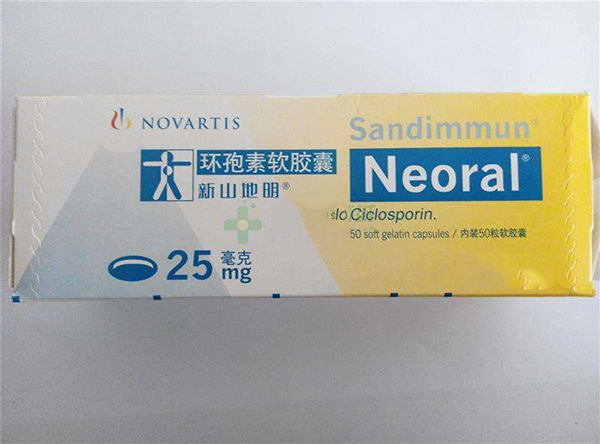 NOVARTIS
环孢素软胶囊
新山地明®
25 毫克 mg
Sandimmun®
Neoral®
Ciclosporin.
50 soft gelatin capsules / 内装50粒软胶囊